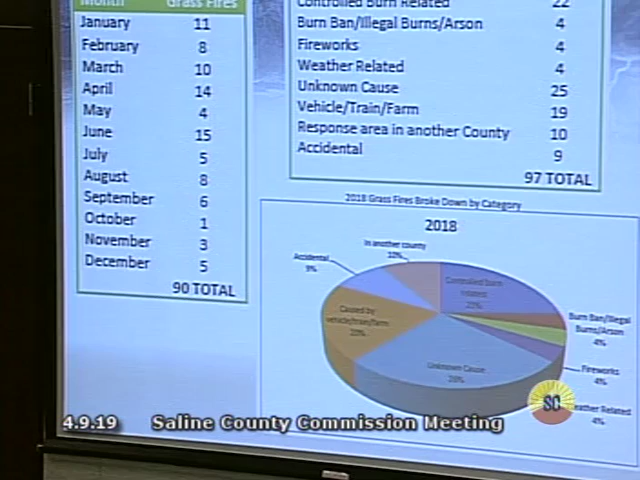 Month Grass Fires
January 11
February 8
March 10
April 14
May 4
June 15
July 5
August 8
September 6
October 1
November 3
December 5
90 TOTAL
Controlled Burn Related 22
Burn Ban/Illegal Burns/Arson 4
Fireworks 4
Weather Related 4
Unknown Cause 25
Vehicle/Train/Farm 19
Response area in another County 10
Accidental 9
97 TOTAL
2018 Grass Fires Broke Down by Category
2018
In another county
10%
Accidental
9%
Controlled burn
related
Caused by
vehicle/train/farm
20%
Burn Ban/Illegal
Burns/Arson
4%
Unknown Cause
26%
Fireworks
4%
Weather Related
4%
SC
4.9.19 Saline County Commission Meeting